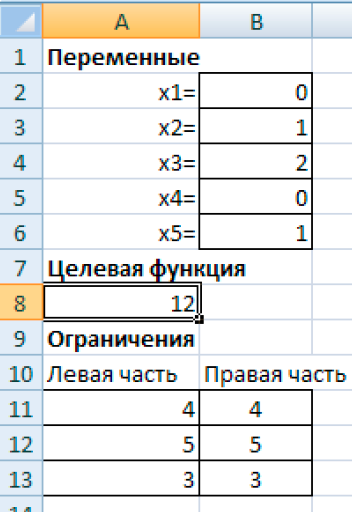 A B
1 Переменные
2 x1= 0
3 x2= 1
4 x3= 2
5 x4= 0
6 x5= 1
7 Целевая функция
8 12
9 Ограничения
10 Левая часть Правая часть
11 4 4
12 5 5
13 3 3